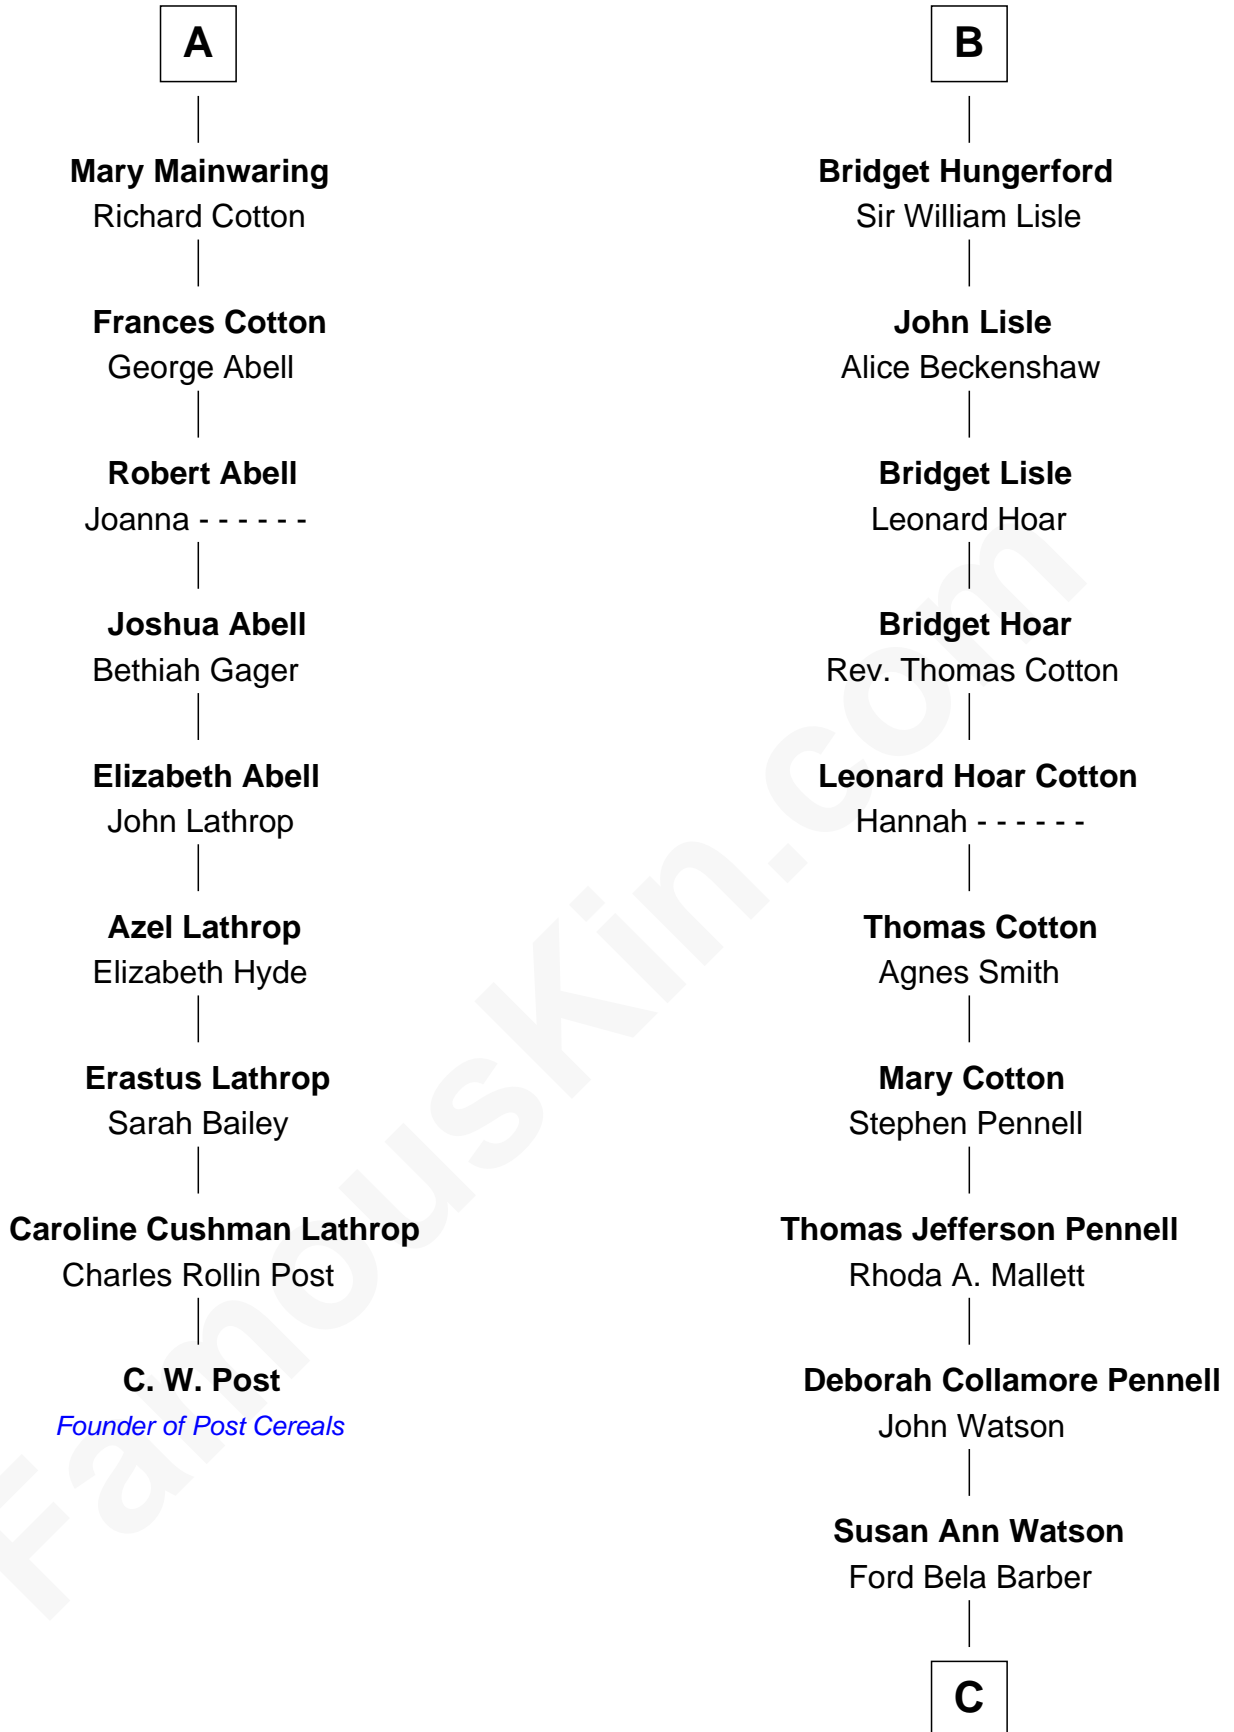 A
Mary Mainwaring
Richard Cotton
Frances Cotton
George Abell
Robert Abell
Joanna - - - - - -
Joshua Abell
Bethiah Gager
Elizabeth Abell
John Lathrop
Azel Lathrop
Elizabeth Hyde
Erastus Lathrop
Sarah Bailey
Caroline Cushman Lathrop
Charles Rollin Post
C. W. Post
Founder of Post Cereals
B
Bridget Hungerford
Sir William Lisle
John Lisle
Alice Beckenshaw
Bridget Lisle
Leonard Hoar
Bridget Hoar
Rev. Thomas Cotton
Leonard Hoar Cotton
Hannah - - - - - -
Thomas Cotton
Agnes Smith
Mary Cotton
Stephen Pennell
Thomas Jefferson Pennell
Rhoda A. Mallett
Deborah Collamore Pennell
John Watson
Susan Ann Watson
Ford Bela Barber
C
FamousKin.com